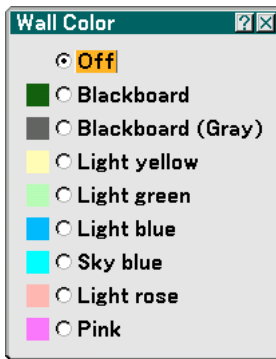 Wall Color
Off
Blackboard
Blackboard (Gray)
Light yellow
Light green
Light blue
Sky blue
Light rose
Pink